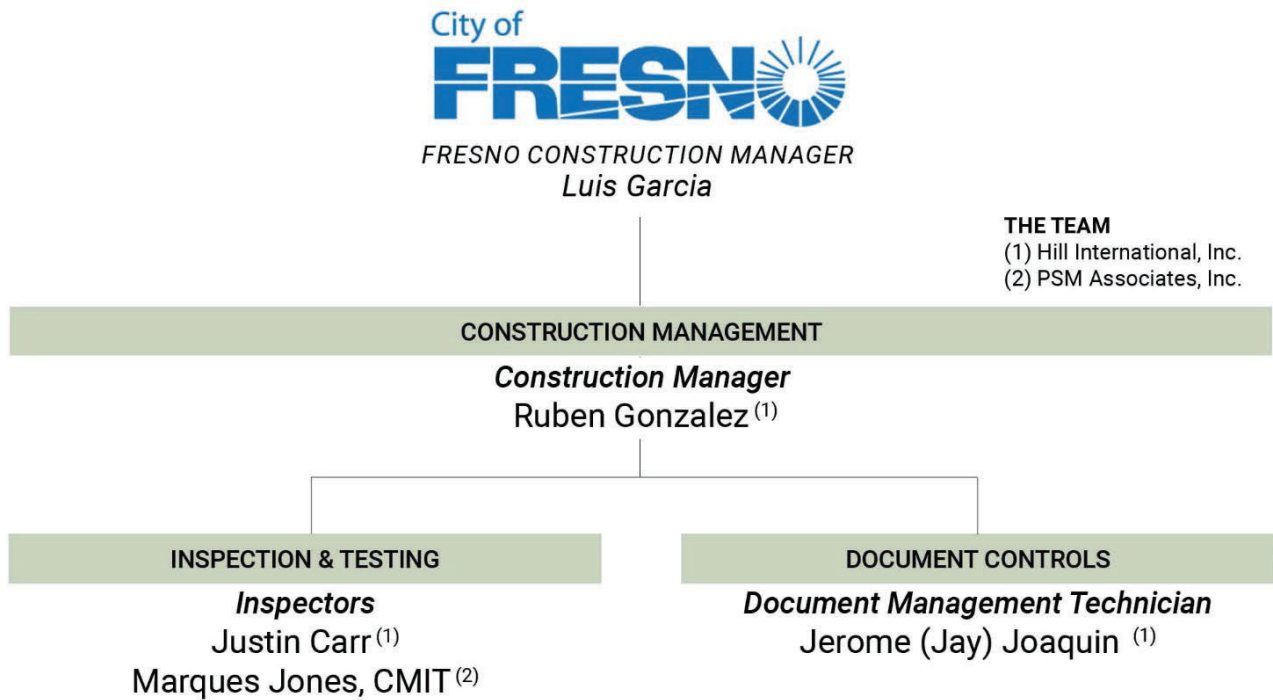 City of
FRESNO
FRESNO CONSTRUCTION MANAGER
Luis Garcia
THE TEAM
(1) Hill International, Inc.
(2) PSM Associates, Inc.
CONSTRUCTION MANAGEMENT
Construction Manager
Ruben Gonzalez (1)
INSPECTION & TESTING
Inspectors
Justin Carr (1)
Marques Jones, CMIT (2)
DOCUMENT CONTROLS
Document Management Technician
Jerome (Jay) Joaquin (1)